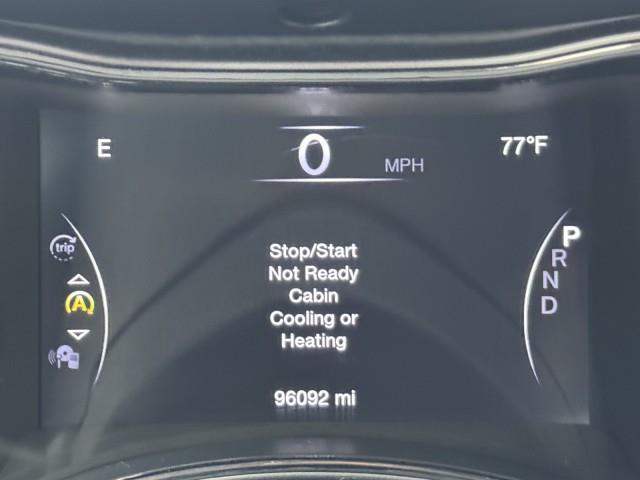 E 0 MPH 77°F
trip
A
Stop/Start
Not Ready
Cabin
Cooling or
Heating
P
R
N
D
96092 mi